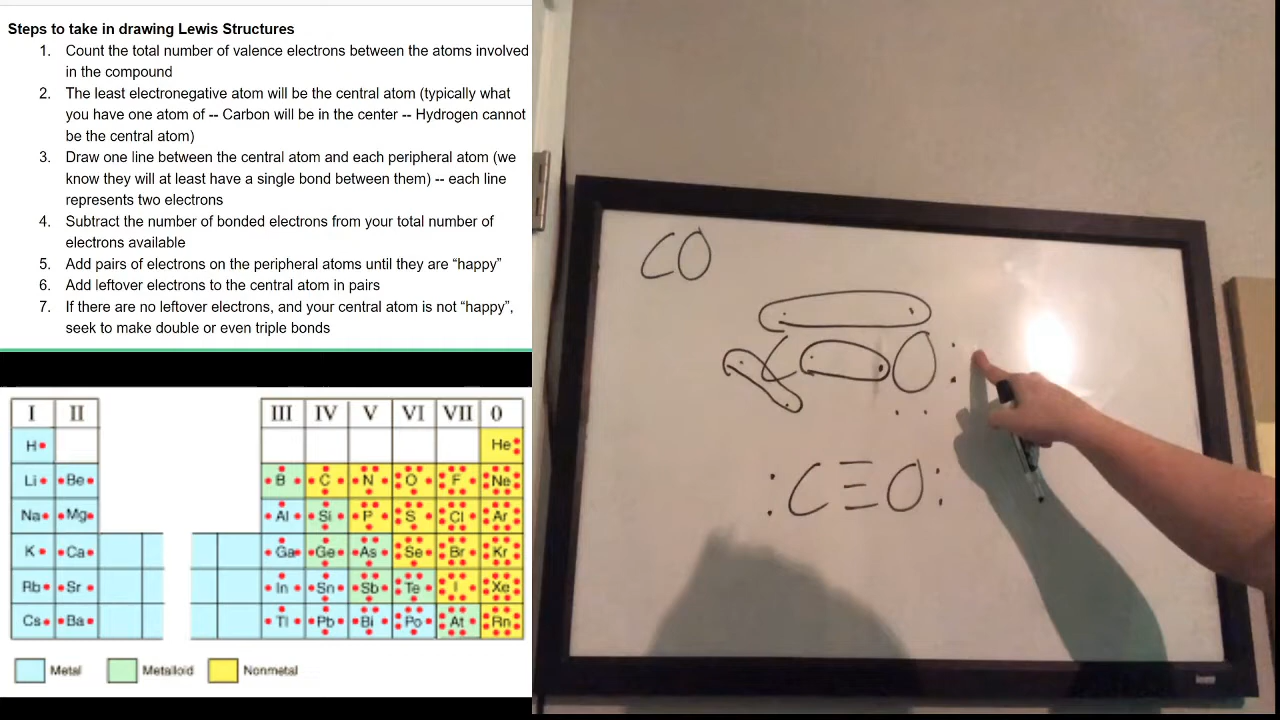 Steps to take in drawing Lewis Structures
1. Count the total number of valence electrons between the atoms involved
in the compound
2. The least electronegative atom will be the central atom (typically what
you have one atom of -- Carbon will be in the center -- Hydrogen cannot
be the central atom)
3. Draw one line between the central atom and each peripheral atom (we
know they will at least have a single bond between them) -- each line
represents two electrons
4. Subtract the number of bonded electrons from your total number of
electrons available
5. Add pairs of electrons on the peripheral atoms until they are “happy”
6. Add leftover electrons to the central atom in pairs
7. If there are no leftover electrons, and your central atom is not “happy”,
seek to make double or even triple bonds
I II III IV V VI VII 0
H He
Li Be B C N O F Ne
Na Mg Al Si P S Cl Ar
K Ca Ga Ge As Se Br Kr
Rb Sr In Sn Sb Te I Xe
Cs Ba Tl Pb Bi Po At Rn
Metal Metalloid Nonmetal
CO
C O:
:C≡O: